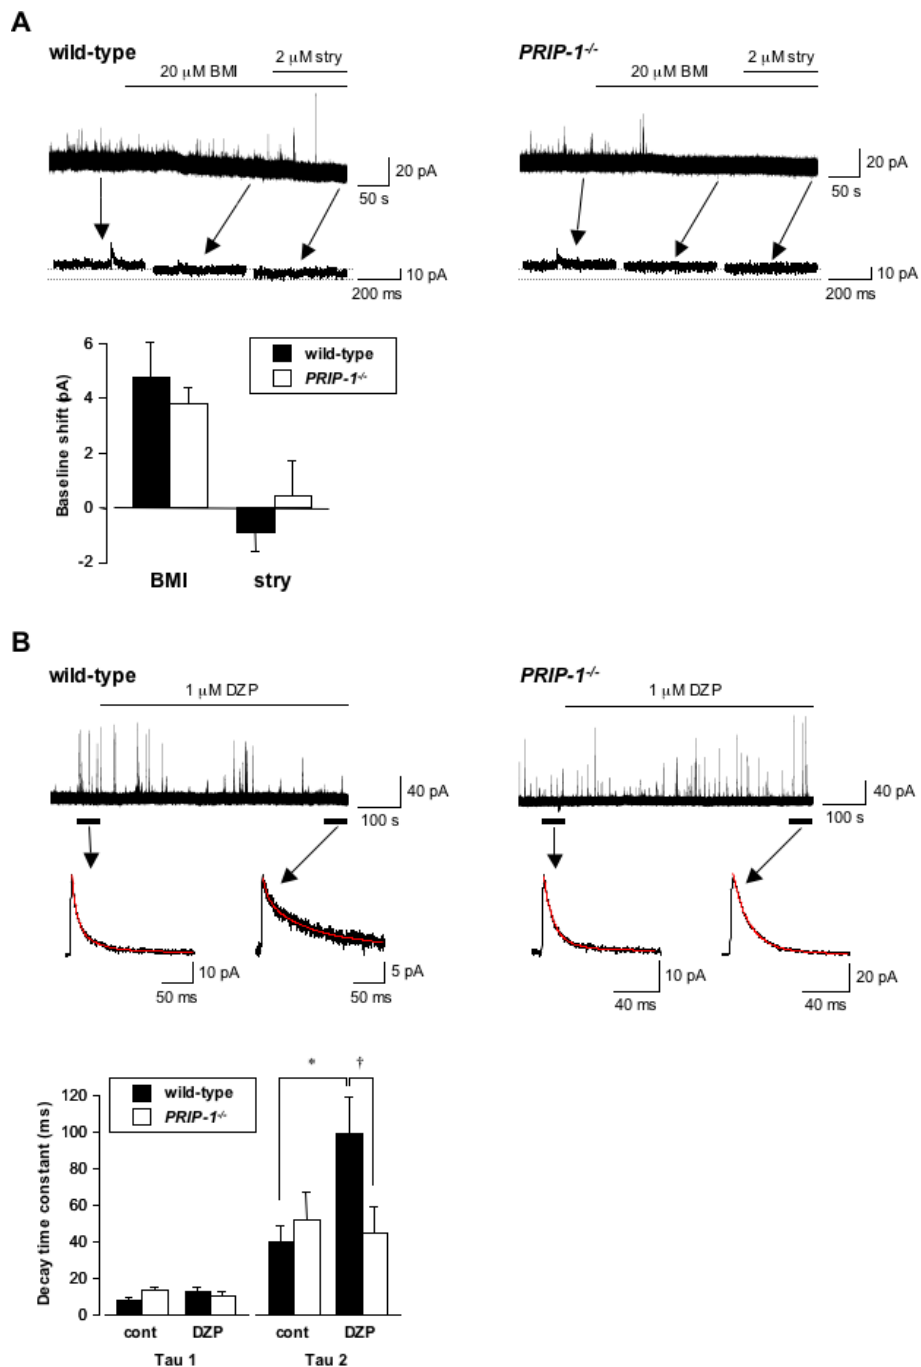 A
wild-type
PRIP-1-/-
2 μM stry
2 μM stry
20 μM BMI
20 μM BMI
20 pA
20 pA
50 s
50 s
10 pA
10 pA
200 ms
200 ms
6
4
2
0
-2
Baseline shift (pA)
wild-type
PRIP-1-/-
BMI
stry
B
wild-type
PRIP-1-/-
1 μM DZP
1 μM DZP
40 pA
40 pA
100 s
100 s
10 pA
5 pA
10 pA
20 pA
50 ms
50 ms
40 ms
40 ms
* †
wild-type
PRIP-1-/-
120
100
80
60
40
20
0
Decay time constant (ms)
cont
DZP
cont
DZP
Tau 1
Tau 2